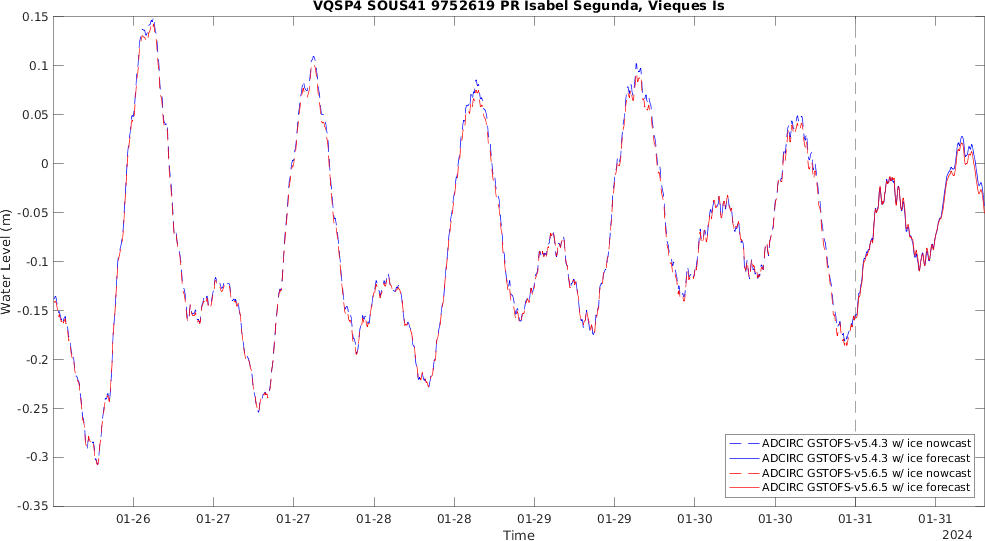 VQSP4 SOUS41 9752619 PR Isabel Segunda, Vieques Is
0.15
0.1
0.05
0
-0.05
-0.1
-0.15
-0.2
-0.25
-0.3
-0.35
Water Level (m)
ADCIRC GSTOFS-v5.4.3 w/ ice nowcast
ADCIRC GSTOFS-v5.4.3 w/ ice forecast
ADCIRC GSTOFS-v5.6.5 w/ ice nowcast
ADCIRC GSTOFS-v5.6.5 w/ ice forecast
01-26 01-27 01-27 01-28 01-28 01-29 01-29 01-30 01-30 01-31 01-31
Time
2024